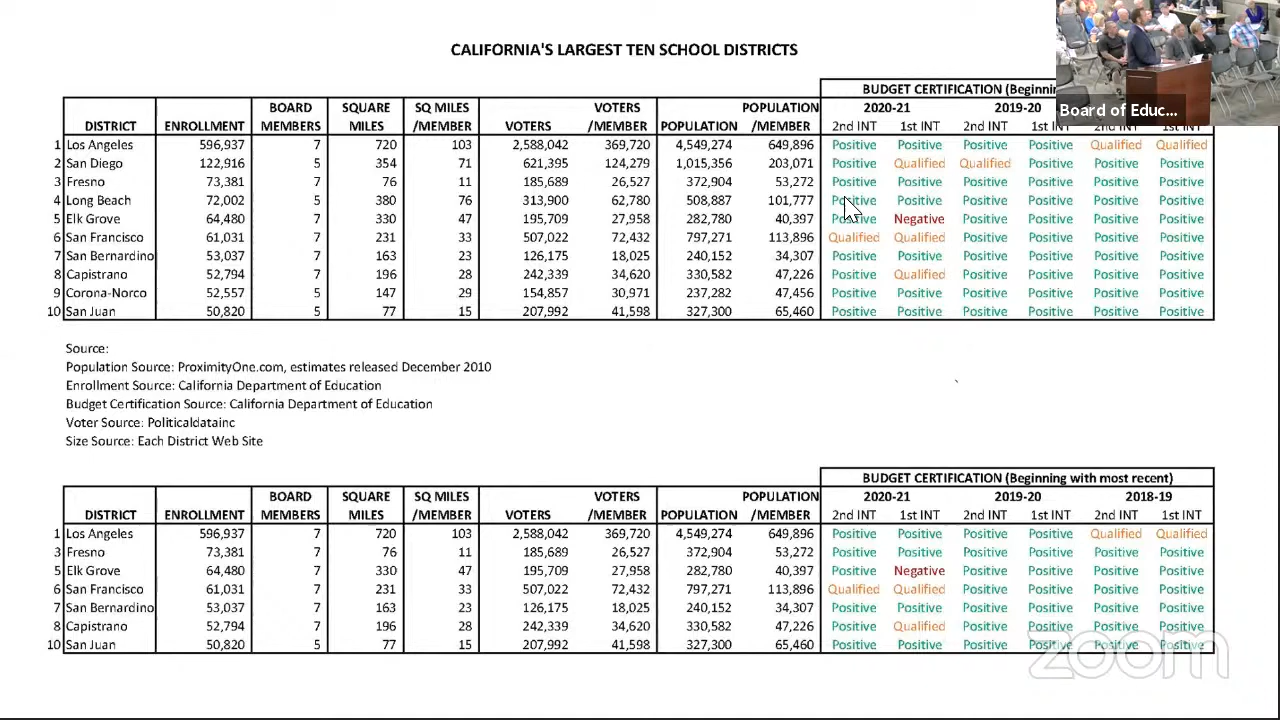 CALIFORNIA'S LARGEST TEN SCHOOL DISTRICTS
Board of Educ...
BUDGET CERTIFICATION (Beginnin
BOARD SQUARE SQ MILES VOTERS POPULATION 2020-21 2019-20
DISTRICT ENROLLMENT MEMBERS MILES /MEMBER VOTERS /MEMBER POPULATION /MEMBER 2nd INT 1st INT 2nd INT 1st INT 2nd INT 1st INT
1 Los Angeles 596,937 7 720 103 2,588,042 369,720 4,549,274 649,896 Positive Positive Positive Positive Qualified Qualified
2 San Diego 122,916 5 354 71 621,395 124,279 1,015,356 203,071 Positive Qualified Qualified Positive Positive Positive
3 Fresno 73,381 7 76 11 185,689 26,527 372,904 53,272 Positive Positive Positive Positive Positive Positive
4 Long Beach 72,002 5 380 76 313,900 62,780 508,887 101,777 Positive Positive Positive Positive Positive Positive
5 Elk Grove 64,480 7 330 47 195,709 27,958 282,780 40,397 Positive Negative Positive Positive Positive Positive
6 San Francisco 61,031 7 231 33 507,022 72,432 797,271 113,896 Qualified Qualified Positive Positive Positive Positive
7 San Bernardino 53,037 7 163 23 126,175 18,025 240,152 34,307 Positive Positive Positive Positive Positive Positive
8 Capistrano 52,794 7 196 28 242,339 34,620 330,582 47,226 Positive Qualified Positive Positive Positive Positive
9 Corona-Norco 52,557 5 147 29 154,857 30,971 237,282 47,456 Positive Positive Positive Positive Positive Positive
10 San Juan 50,820 5 77 15 207,992 41,598 327,300 65,460 Positive Positive Positive Positive Positive Positive
Source:
Population Source: ProximityOne.com, estimates released December 2010
Enrollment Source: California Department of Education
Budget Certification Source: California Department of Education
Voter Source: Politicaldatainc
Size Source: Each District Web Site
BUDGET CERTIFICATION (Beginning with most recent)
BOARD SQUARE SQ MILES VOTERS POPULATION 2020-21 2019-20 2018-19
DISTRICT ENROLLMENT MEMBERS MILES /MEMBER VOTERS /MEMBER POPULATION /MEMBER 2nd INT 1st INT 2nd INT 1st INT 2nd INT 1st INT
1 Los Angeles 596,937 7 720 103 2,588,042 369,720 4,549,274 649,896 Positive Positive Positive Positive Qualified Qualified
3 Fresno 73,381 7 76 11 185,689 26,527 372,904 53,272 Positive Positive Positive Positive Positive Positive
5 Elk Grove 64,480 7 330 47 195,709 27,958 282,780 40,397 Positive Negative Positive Positive Positive Positive
6 San Francisco 61,031 7 231 33 507,022 72,432 797,271 113,896 Qualified Qualified Positive Positive Positive Positive
7 San Bernardino 53,037 7 163 23 126,175 18,025 240,152 34,307 Positive Positive Positive Positive Positive Positive
8 Capistrano 52,794 7 196 28 242,339 34,620 330,582 47,226 Positive Qualified Positive Positive Positive Positive
10 San Juan 50,820 5 77 15 207,992 41,598 327,300 65,460 Positive Positive Positive Positive Positive Positive
zoom